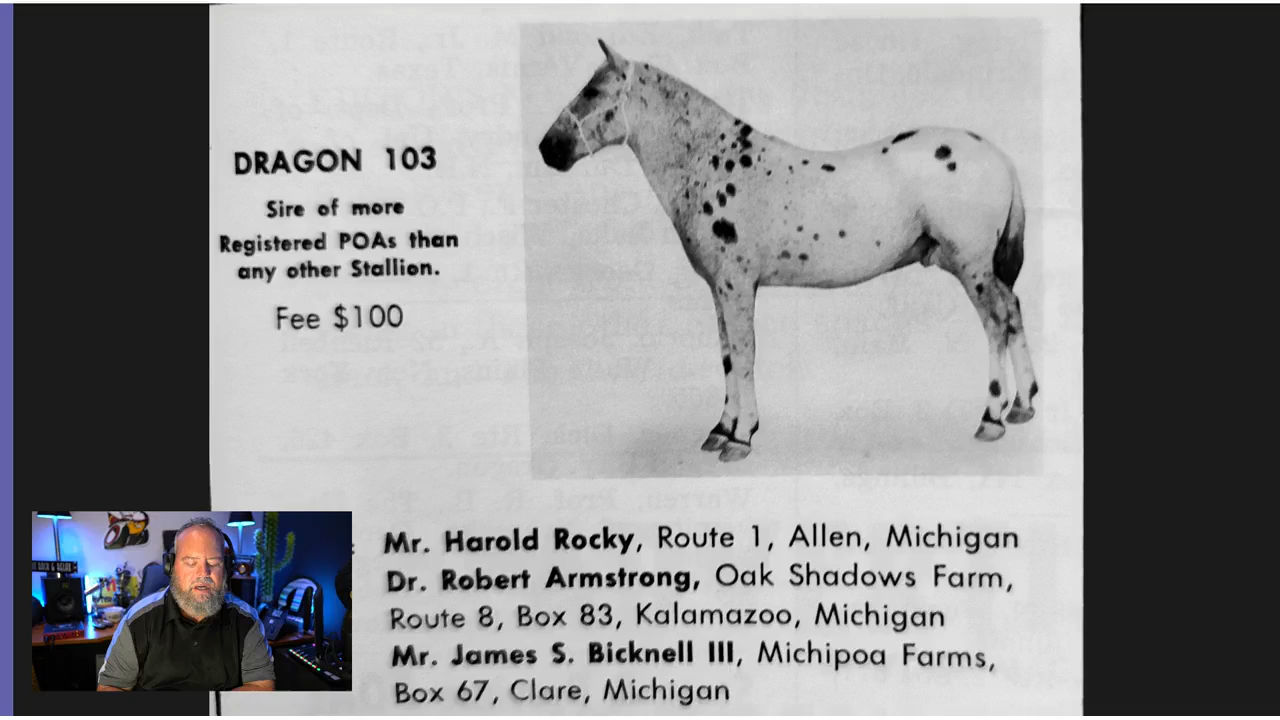 DRAGON 103
Sire of more
Registered POAs than
any other Stallion.
Fee $100
Mr. Harold Rocky, Route 1, Allen, Michigan
Dr. Robert Armstrong, Oak Shadows Farm,
Route 8, Box 83, Kalamazoo, Michigan
Mr. James S. Bicknell III, Michipoa Farms,
Box 67, Clare, Michigan